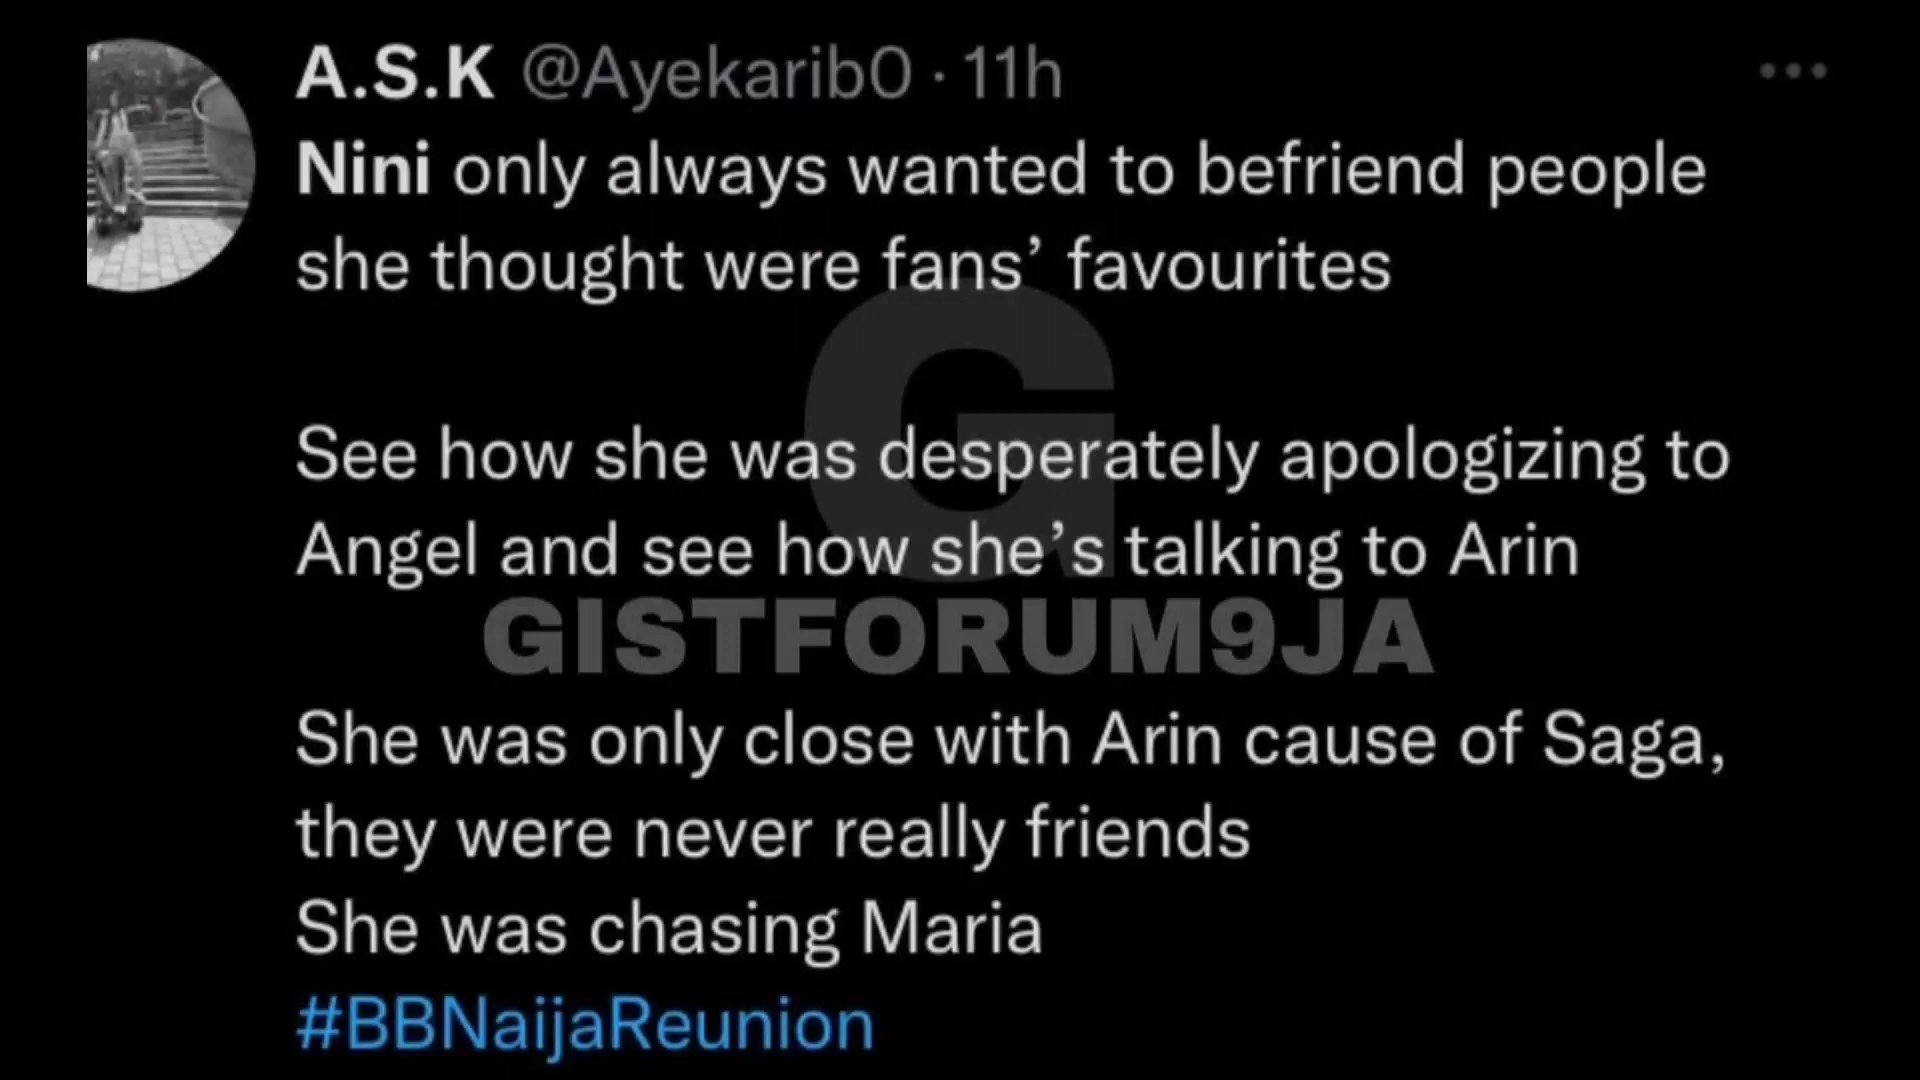 A.S.K @Ayekarib0 · 11h
Nini only always wanted to befriend people
she thought were fans’ favourites
See how she was desperately apologizing to
Angel and see how she’s talking to Arin
G
GISTFORUM9JA
She was only close with Arin cause of Saga,
they were never really friends
She was chasing Maria
#BBNaijaReunion